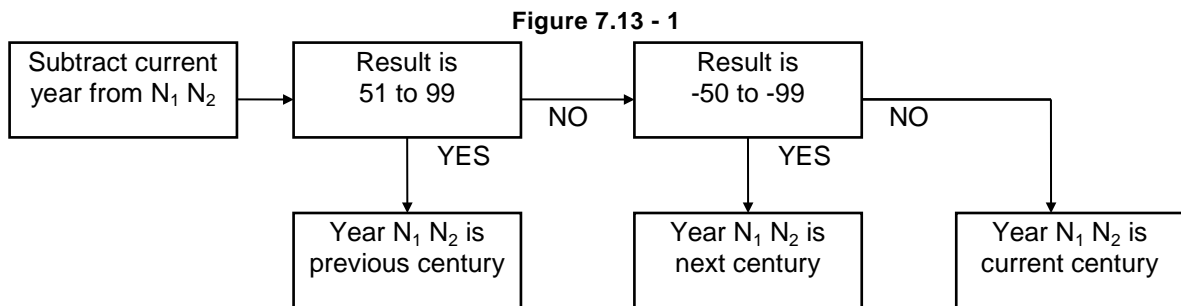 Figure 7.13 - 1
Subtract current
year from N₁ N₂
Result is
51 to 99
NO
YES
Result is
-50 to -99
NO
YES
Year N₁ N₂ is
previous century
Year N₁ N₂ is
next century
Year N₁ N₂ is
current century